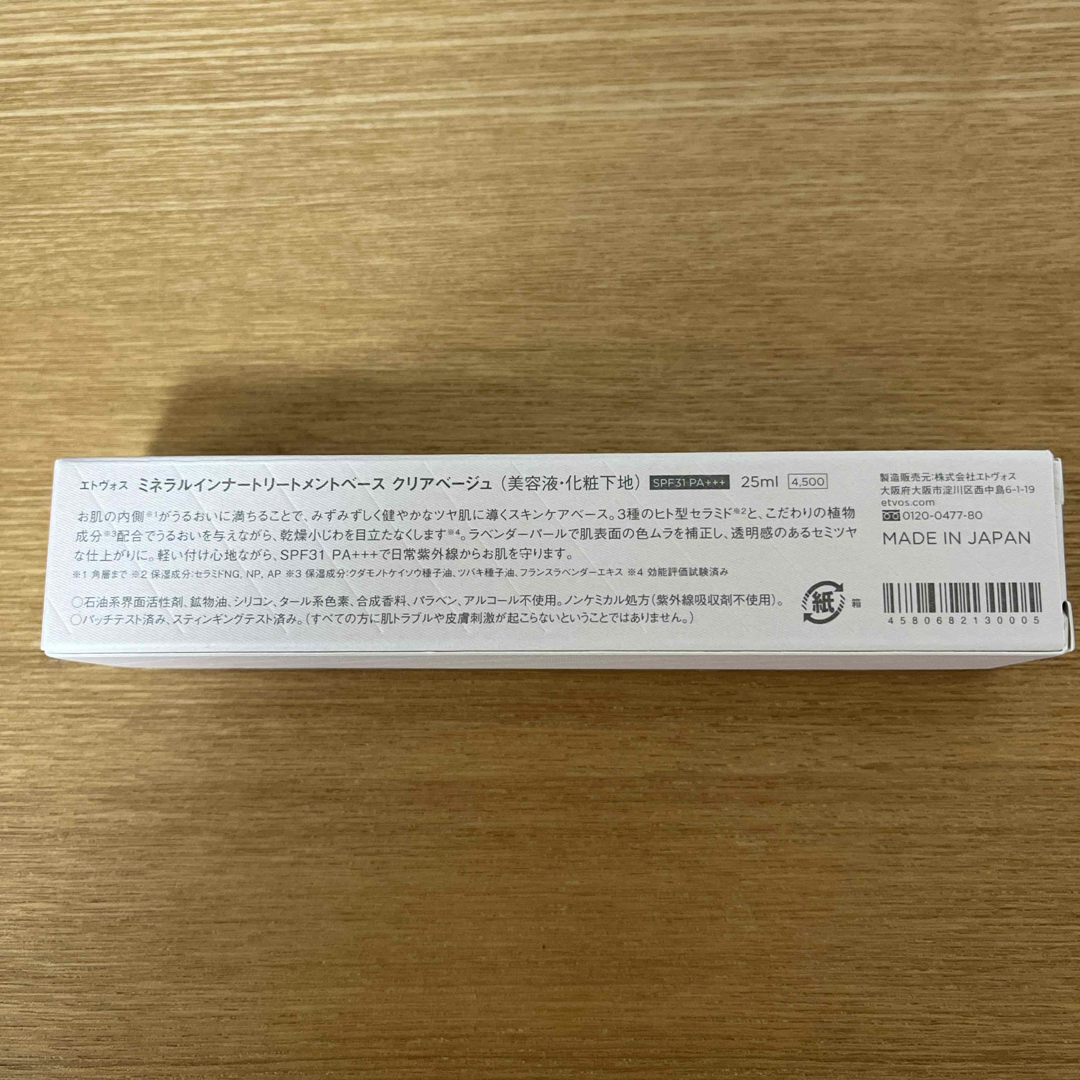 エトヴォス ミネラルインナートリートメントベース クリアベージュ（美容液・化粧下地） SPF31・PA+++ 25ml 4,500
お肌の内側※1がうるおいに満ちることで、みずみずしく健やかなツヤ肌に導くスキンケアベース。3種のヒト型セラミド※2と、こだわりの植物
成分※3配合でうるおいを与えながら、乾燥小じわを目立たなくします※4。ラベンダーパールで肌表面の色ムラを補正し、透明感のあるセミツヤ
な仕上がりに。軽い付け心地ながら、SPF31 PA+++で日常紫外線からお肌を守ります。
※1 角層まで ※2 保湿成分:セラミドNG, NP, AP ※3 保湿成分:クダモノトケイソウ種子油、ツバキ種子油、フランスラベンダーエキス ※4 効能評価試験済み
○石油系界面活性剤、鉱物油、シリコン、タール系色素、合成香料、パラベン、アルコール不使用。ノンケミカル処方（紫外線吸収剤不使用）。
○パッチテスト済み、スティンギングテスト済み。（すべての方に肌トラブルや皮膚刺激が起こらないということではありません。）
紙 箱
製造販売元:株式会社エトヴォス
大阪府大阪市淀川区西中島6-1-19
etvos.com
0120-0477-80
MADE IN JAPAN
4580682130005